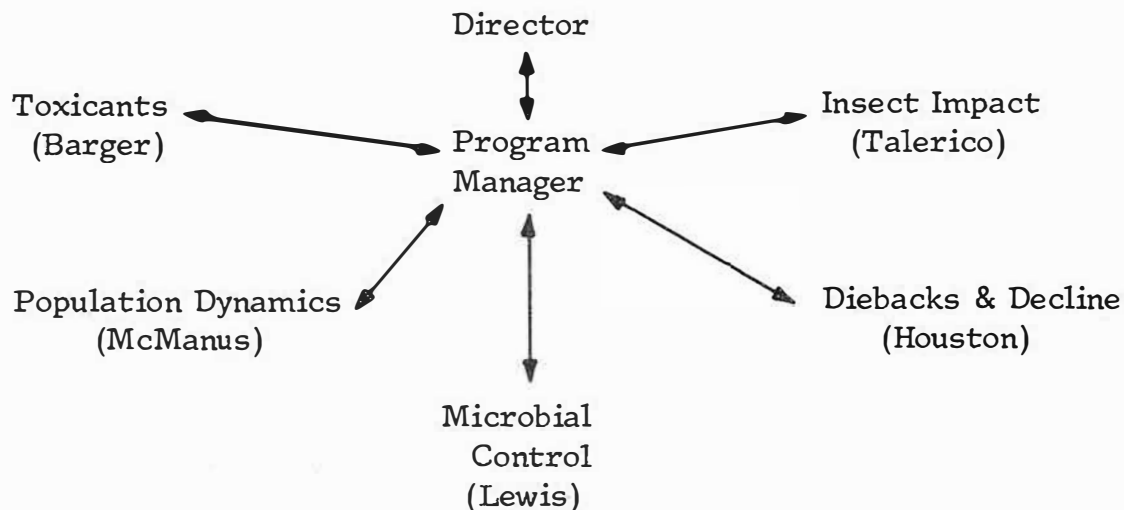 Director
Toxicants
(Barger)
Program
Manager
Insect Impact
(Talerico)
Population Dynamics
(McManus)
Diebacks & Decline
(Houston)
Microbial
Control
(Lewis)